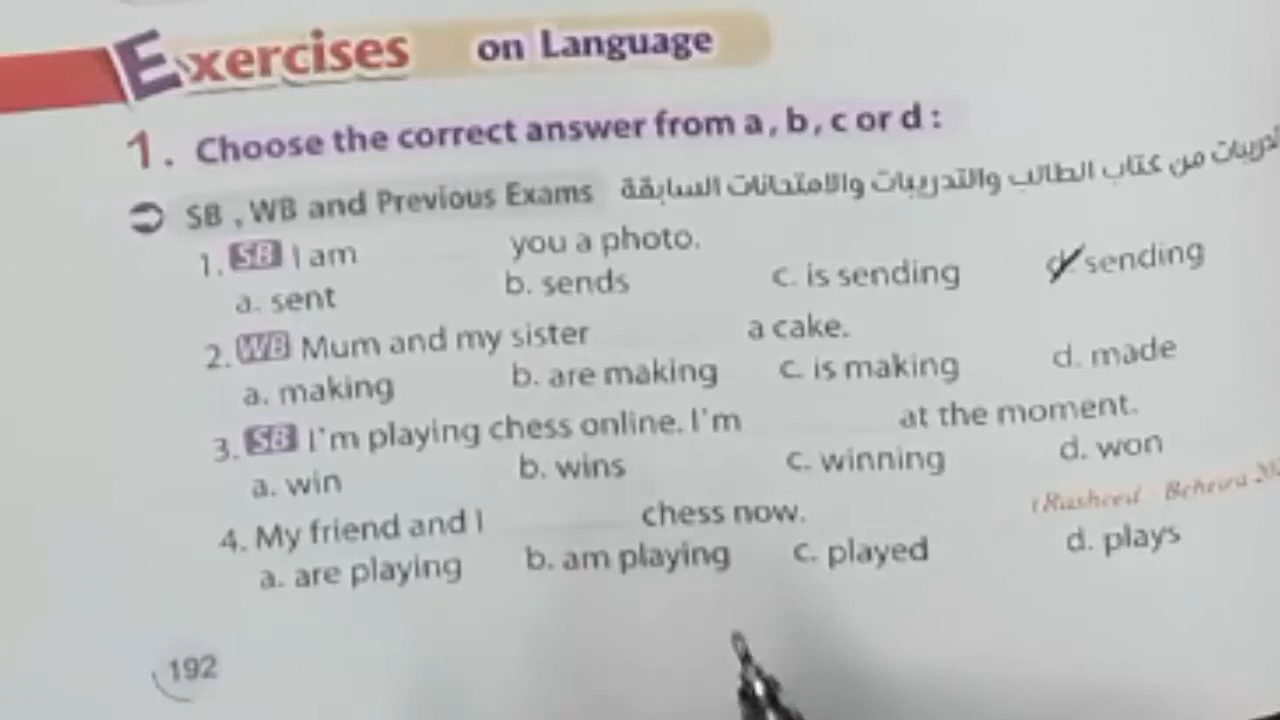 Exercises on Language
1. Choose the correct answer from a, b, c or d :
SB , WB and Previous Exams من كتاب الطالب والتدريبات والامتحانات السابقة
1. SB I am you a photo.
a. sent b. sends c. is sending d. sending
2. WB Mum and my sister a cake.
a. making b. are making c. is making d. made
3. SB I'm playing chess online. I'm at the moment.
a. win b. wins c. winning d. won
4. My friend and I chess now. (Rasheed - Beheira
a. are playing b. am playing c. played d. plays
192